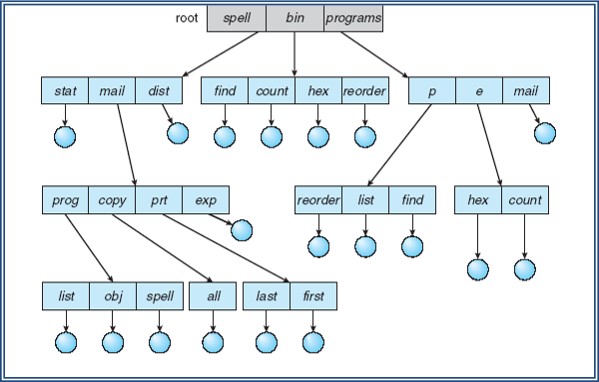 root spell bin programs
stat mail dist find count hex reorder p e mail
prog copy prt exp reorder list find hex count
list obj spell all last first